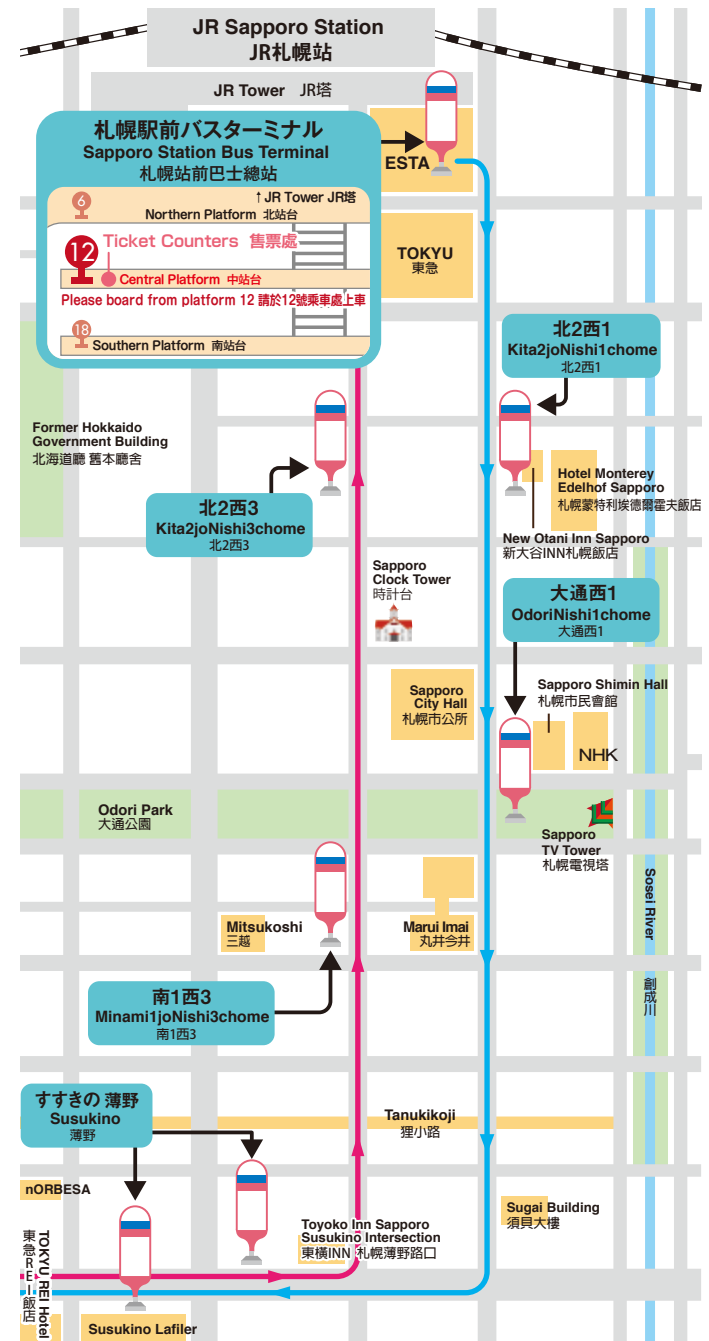 JR Sapporo Station
JR札幌站
JR Tower JR塔
札幌駅前バスターミナル
Sapporo Station Bus Terminal
札幌站前巴士總站
ESTA
↑JR Tower JR塔
6
Northern Platform 北站台
12
Ticket Counters 售票處
Central Platform 中站台
Please board from platform 12 請於12號乘車處上車
18
Southern Platform 南站台
TOKYU
東急
北2西1
Kita2joNishi1chome
北2西1
Former Hokkaido
Government Building
北海道廳 舊本廳舍
Hotel Monterey
Edelhof Sapporo
札幌蒙特利埃德爾霍夫飯店
北2西3
Kita2joNishi3chome
北2西3
New Otani Inn Sapporo
新大谷INN札幌飯店
Sapporo
Clock Tower
時計台
大通西1
OdoriNishi1chome
大通西1
Sapporo
City Hall
札幌市公所
Sapporo Shimin Hall
札幌市民會館
NHK
Odori Park
大通公園
Sapporo
TV Tower
札幌電視塔
Sosei River
創成川
Mitsukoshi
三越
Marui Imai
丸井今井
南1西3
Minami1joNishi3chome
南1西3
すすきの 薄野
Susukino
薄野
Tanukikoji
狸小路
nORBESA
Sugai Building
須貝大樓
Toyoko Inn Sapporo
Susukino Intersection
東橫INN 札幌薄野路口
TOKYU REI Hotel
東急REI飯店
Susukino Lafiler